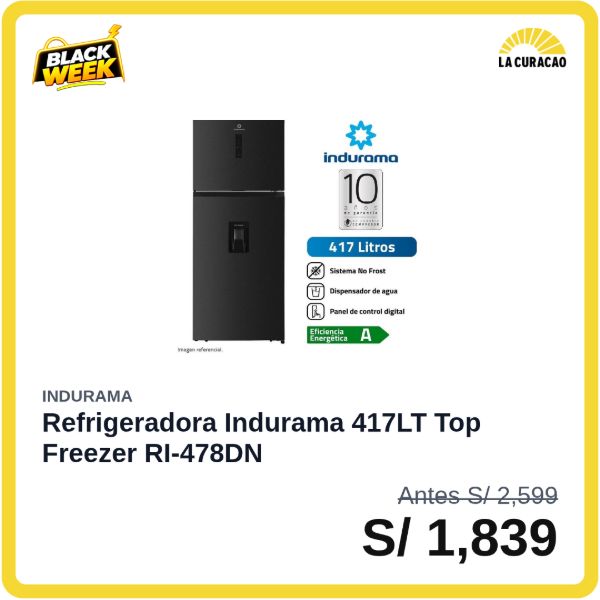 BLACK
WEEK
LA CURACAO
indurama
10
años
de garantía
417 Litros
Sistema No Frost
Dispensador de agua
Panel de control digital
Eficiencia
Energética
A
Imagen referencial.
INDURAMA
Refrigeradora Indurama 417LT Top
Freezer RI-478DN
Antes S/ 2,599
S/ 1,839